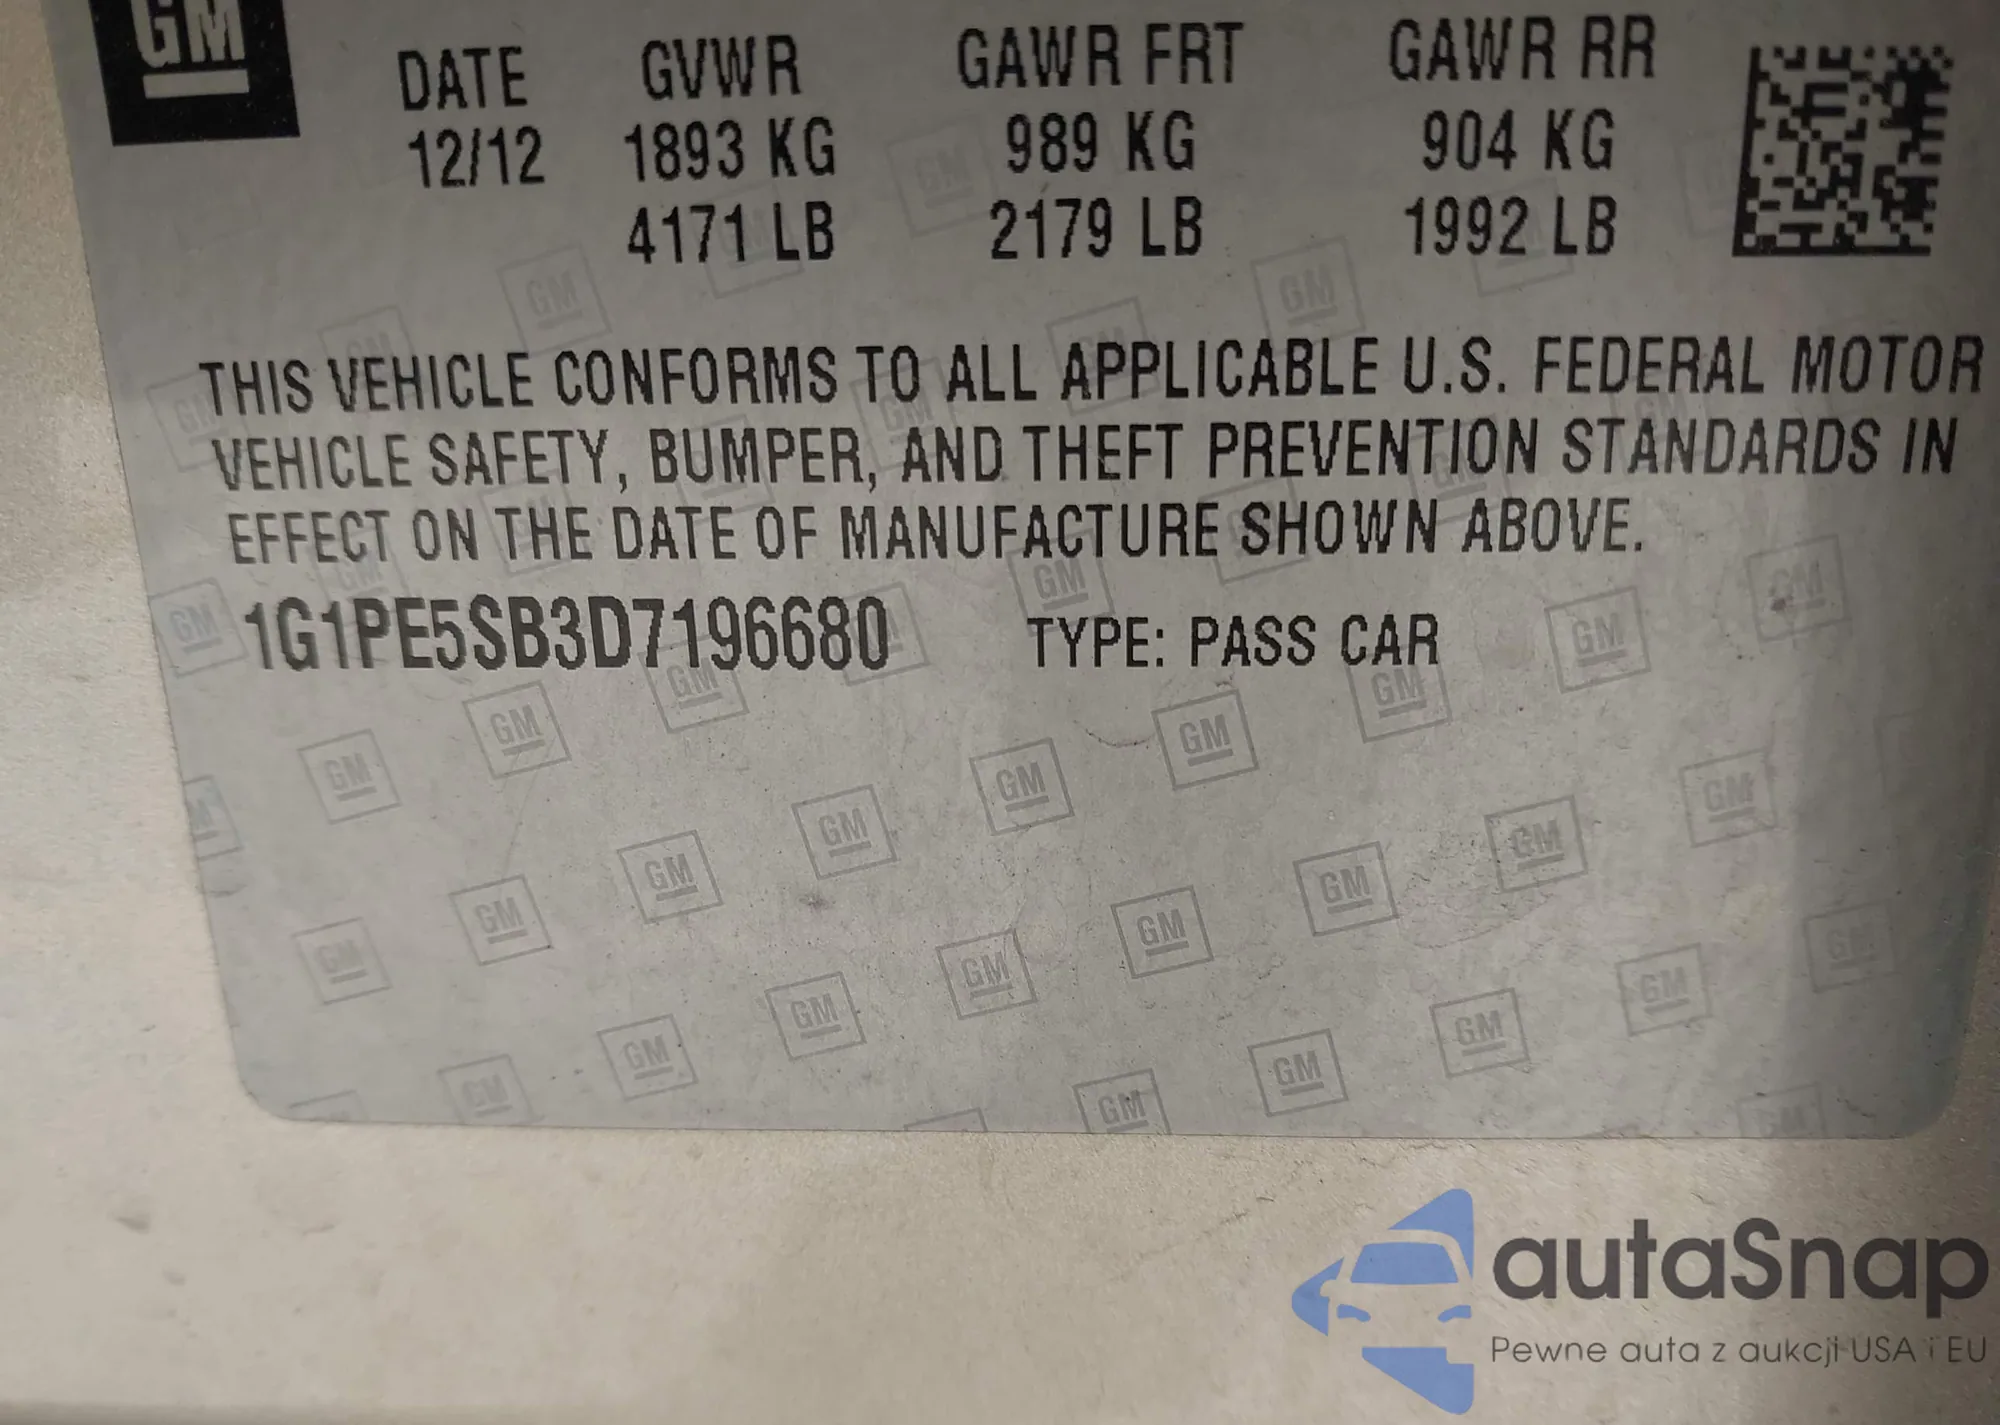 GM
DATE GVWR GAWR FRT GAWR RR
12/12 1893 KG 989 KG 904 KG
4171 LB 2179 LB 1992 LB
THIS VEHICLE CONFORMS TO ALL APPLICABLE U.S. FEDERAL MOTOR
VEHICLE SAFETY, BUMPER, AND THEFT PREVENTION STANDARDS IN
EFFECT ON THE DATE OF MANUFACTURE SHOWN ABOVE.
1G1PE5SB3D7196680 TYPE: PASS CAR
autaSnap
Pewne auta z aukcji USA i EU